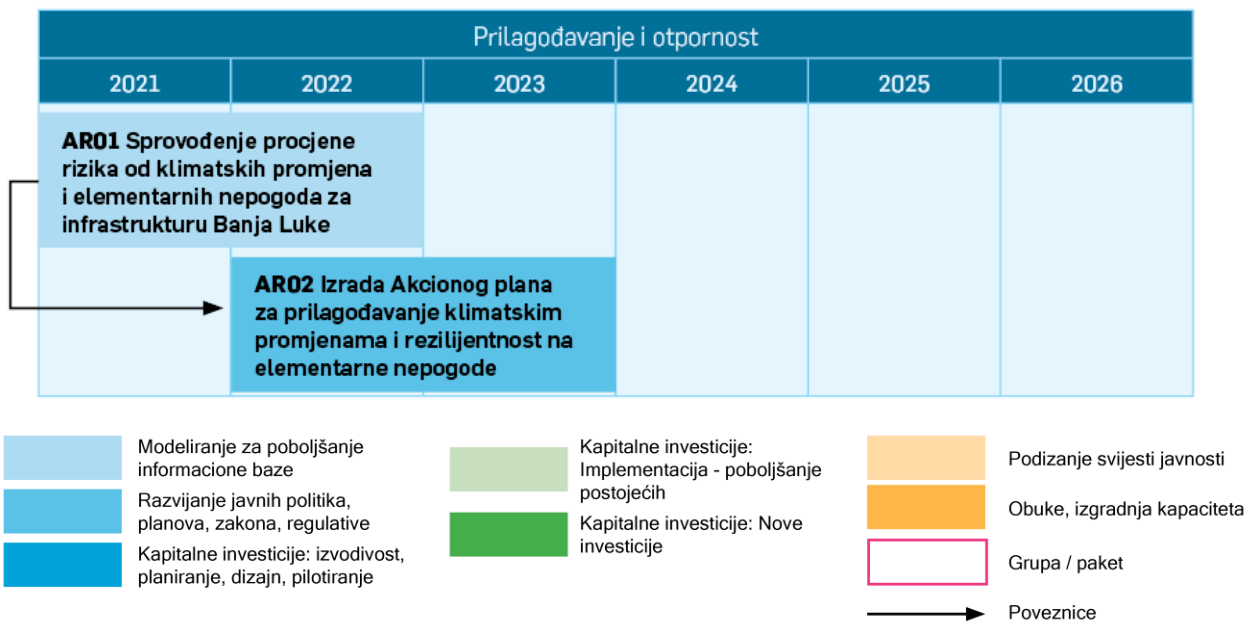 Prilagođavanje i otpornost
2021 2022 2023 2024 2025 2026
AR01 Sprovođenje procjene
rizika od klimatskih promjena
i elementarnih nepogoda za
infrastrukturu Banja Luke
AR02 Izrada Akcionog plana
za prilagođavanje klimatskim
promjenama i rezilijentnost na
elementarne nepogode
Modeliranje za poboljšanje
informacione baze
Razvijanje javnih politika,
planova, zakona, regulative
Kapitalne investicije: izvodivost,
planiranje, dizajn, pilotiranje
Kapitalne investicije:
Implementacija - poboljšanje
postojećih
Kapitalne investicije: Nove
investicije
Podizanje svijesti javnosti
Obuke, izgradnja kapaciteta
Grupa / paket
Poveznice